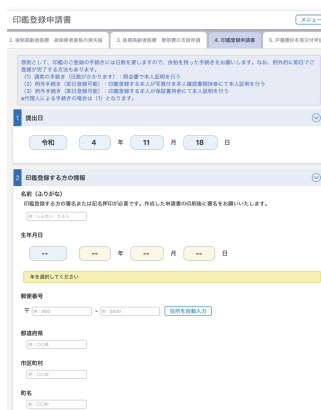 印鑑登録申請書
メニュー
2. 後期高齢者医療 被保険者資格の喪失届
3. 後期高齢者医療 葬祭費の支給申請
4. 印鑑登録申請書
5. 戸籍謄抄本等交付申請
原則として、印鑑のご登録の手続きには日数を要しますので、余裕を持った手続きをお願いします。なお、例外的に即日でご
登録が完了する方法もあります。
(1) 通常の手続き(日数がかかります):照会書で本人証明を行う
(2) 例外手続き(即日登録可能):印鑑登録する本人が写真付き本人確認書類持参にて本人証明を行う
(3) 例外手続き(即日登録可能):印鑑登録する本人が保証書持参にて本人証明を行う
※代理人による手続きの場合は(1)となります。
1 提出日
令和 4 年 11 月 18 日
2 印鑑登録する方の情報
名前(ふりがな)
印鑑登録する方の署名または記名押印が必要です。作成した申請書の印刷後に署名をお願いいたします。
例:しんせい たろう
生年月日
-- -- 年 -- 月 -- 日
年を選択してください
郵便番号
〒 例:000 - 例:0000 住所を自動入力
都道府県
例:〇〇県
市区町村
例:〇〇市
町名
例:〇〇町